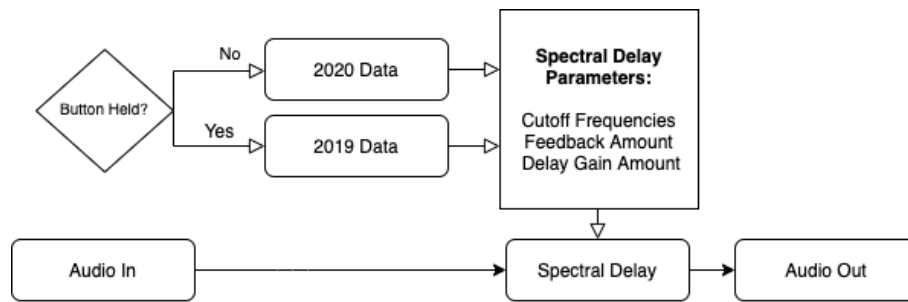 Button Held?
No
Yes
2020 Data
2019 Data
Spectral Delay
Parameters:
Cutoff Frequencies
Feedback Amount
Delay Gain Amount
Audio In
Spectral Delay
Audio Out